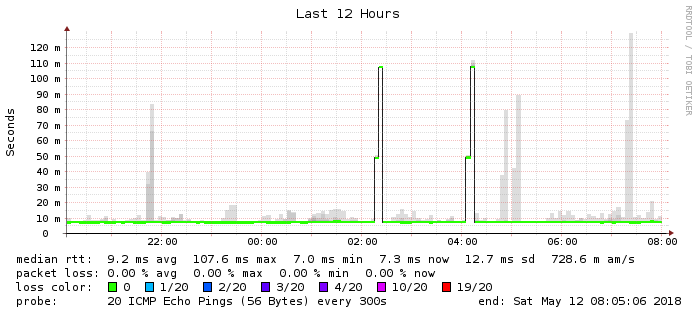 Last 12 Hours
RRDTOOL / TOBI OETIKER
Seconds
120 m
110 m
100 m
90 m
80 m
70 m
60 m
50 m
40 m
30 m
20 m
10 m
0
22:00 00:00 02:00 04:00 06:00 08:00
median rtt: 9.2 ms avg 107.6 ms max 7.0 ms min 7.3 ms now 12.7 ms sd 728.6 m am/s
packet loss: 0.00 % avg 0.00 % max 0.00 % min 0.00 % now
loss color: 0 1/20 2/20 3/20 4/20 10/20 19/20
probe: 20 ICMP Echo Pings (56 Bytes) every 300s end: Sat May 12 08:05:06 2018